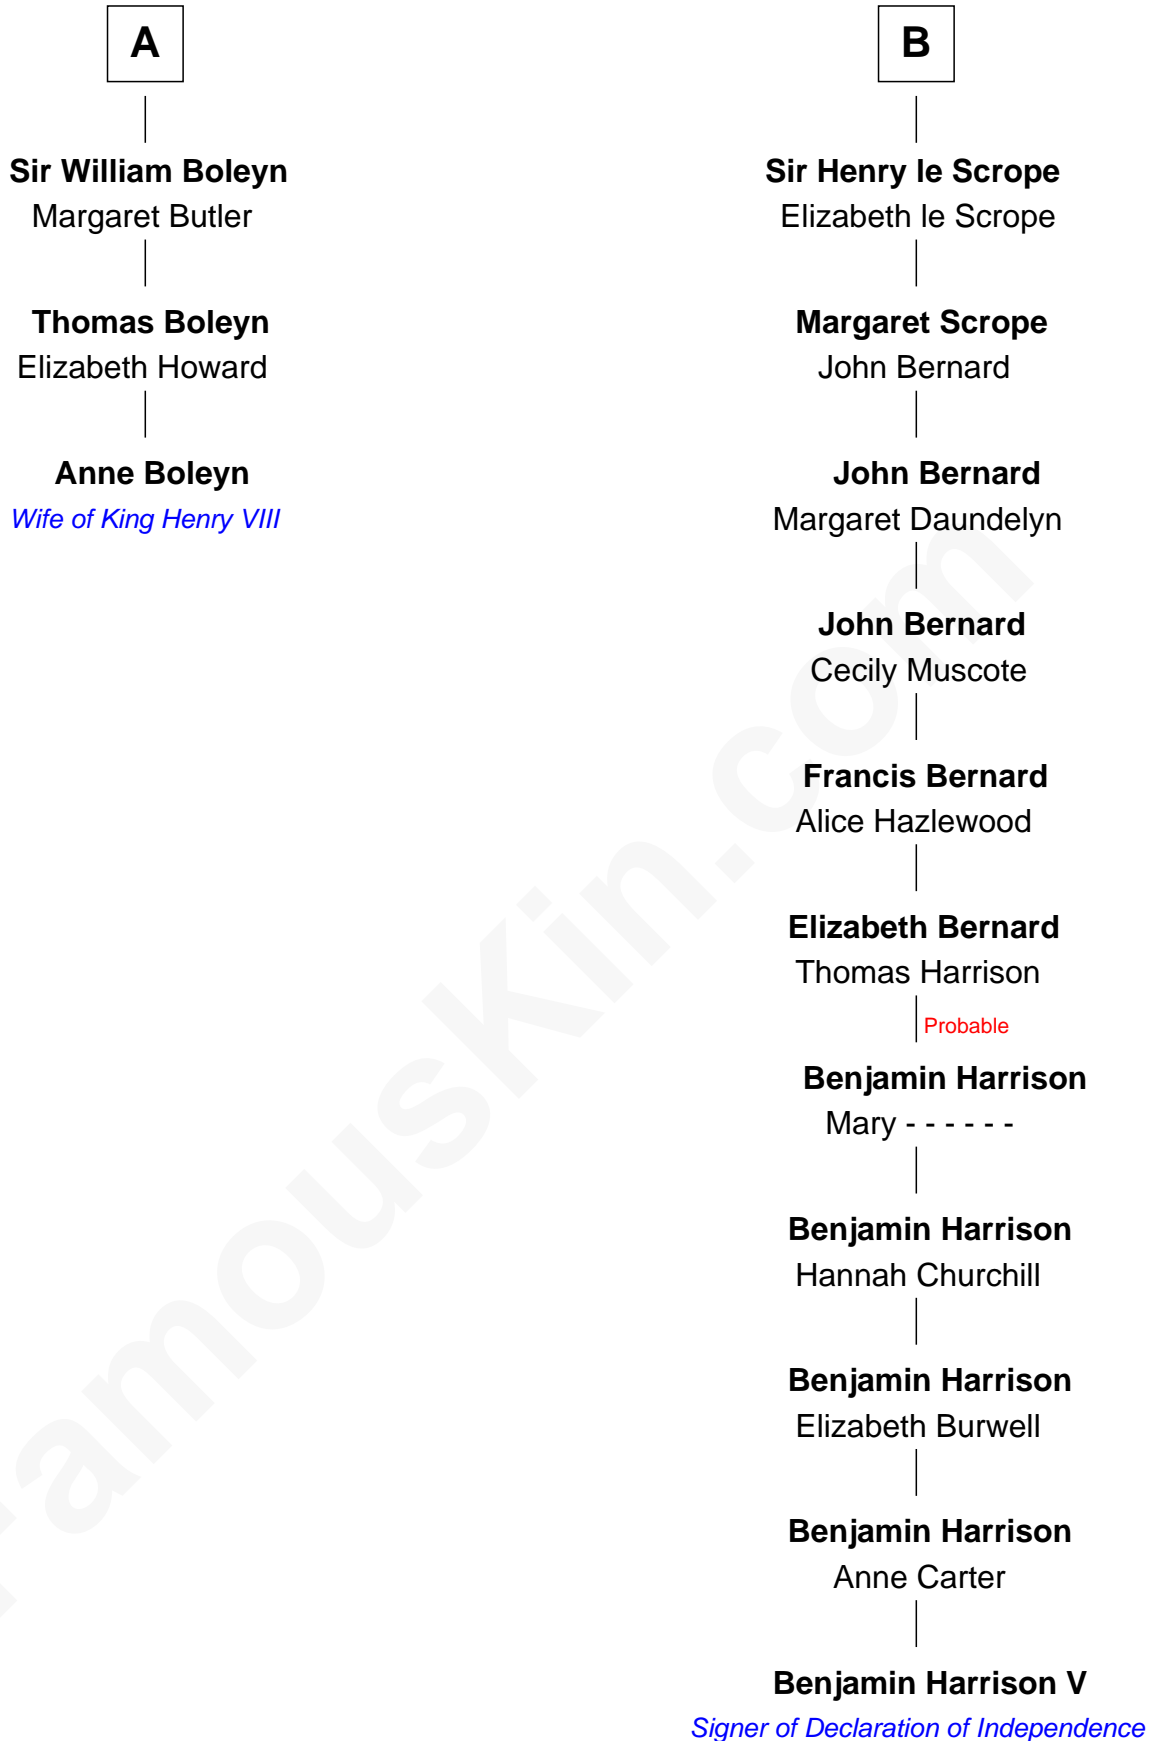 A
Sir William Boleyn
Margaret Butler
Thomas Boleyn
Elizabeth Howard
Anne Boleyn
Wife of King Henry VIII
B
Sir Henry le Scrope
Elizabeth le Scrope
Margaret Scrope
John Bernard
John Bernard
Margaret Daundelyn
John Bernard
Cecily Muscote
Francis Bernard
Alice Hazlewood
Elizabeth Bernard
Thomas Harrison
Probable
Benjamin Harrison
Mary - - - - - -
Benjamin Harrison
Hannah Churchill
Benjamin Harrison
Elizabeth Burwell
Benjamin Harrison
Anne Carter
Benjamin Harrison V
Signer of Declaration of Independence
FamousKin.com